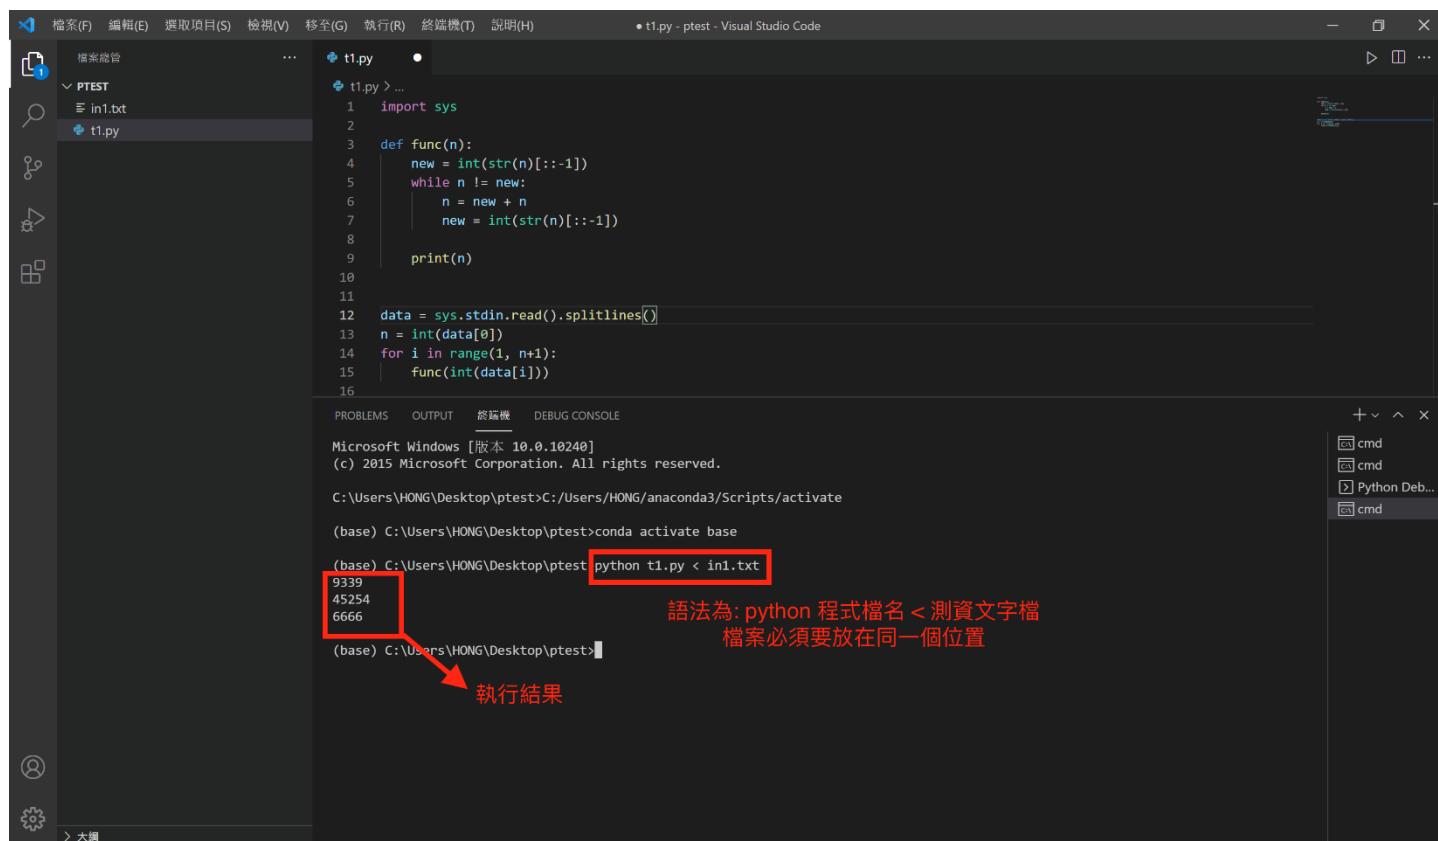 檔案(F) 編輯(E) 選取項目(S) 檢視(V) 移至(G) 執行(R) 終端機(T) 說明(H) ● t1.py - ptest - Visual Studio Code
檔案總管 ...
1
PTEST
in1.txt
t1.py
t1.py ●
t1.py > ...
1 import sys
2
3 def func(n):
4     new = int(str(n)[::-1])
5     while n != new:
6         n = new + n
7         new = int(str(n)[::-1])
8
9     print(n)
10
11
12 data = sys.stdin.read().splitlines()
13 n = int(data[0])
14 for i in range(1, n+1):
15     func(int(data[i]))
16
PROBLEMS OUTPUT 終端機 DEBUG CONSOLE
Microsoft Windows [版本 10.0.10240]
(c) 2015 Microsoft Corporation. All rights reserved.
C:\Users\HONG\Desktop\ptest>C:/Users/HONG/anaconda3/Scripts/activate
(base) C:\Users\HONG\Desktop\ptest>conda activate base
(base) C:\Users\HONG\Desktop\ptest python t1.py < in1.txt
9339
45254
6666
(base) C:\Users\HONG\Desktop\ptest>
語法為: python 程式檔名 < 測資文字檔
檔案必須要放在同一個位置
執行結果
cmd
cmd
Python Deb...
cmd
大綱